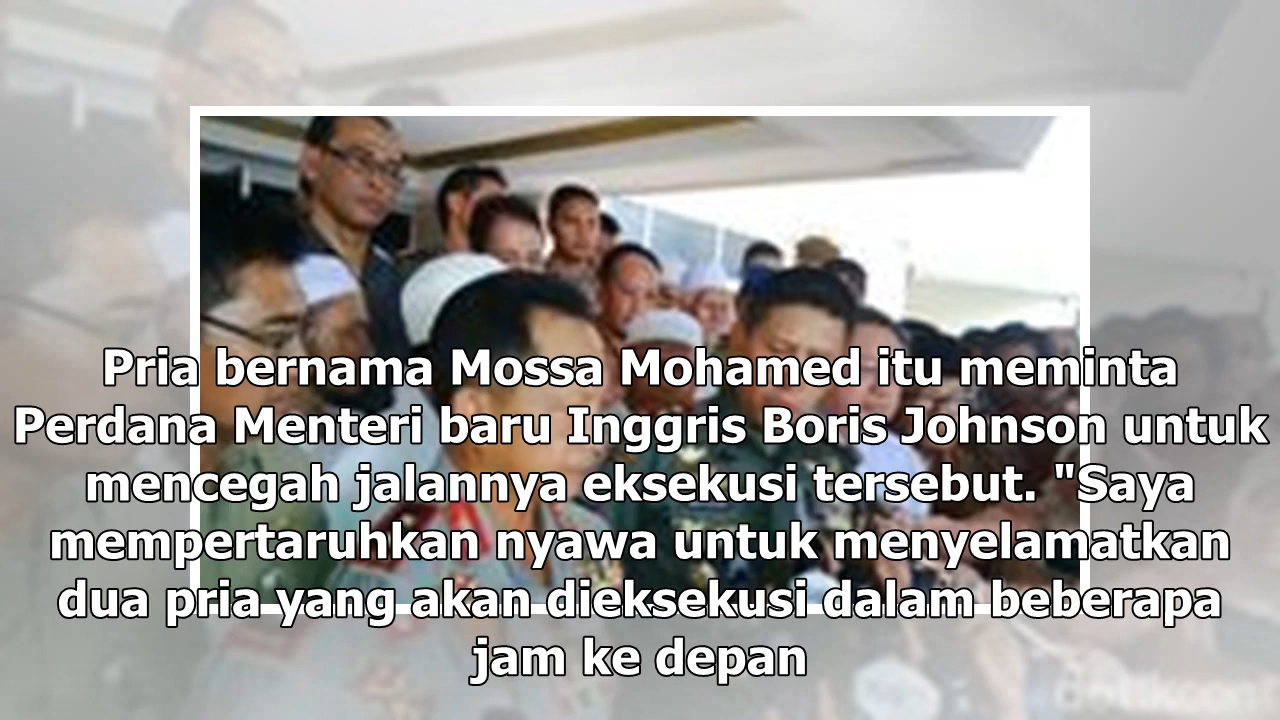 Pria bernama Mossa Mohamed itu meminta
Perdana Menteri baru Inggris Boris Johnson untuk
mencegah jalannya eksekusi tersebut. "Saya
mempertaruhkan nyawa untuk menyelamatkan
dua pria yang akan dieksekusi dalam beberapa
jam ke depan